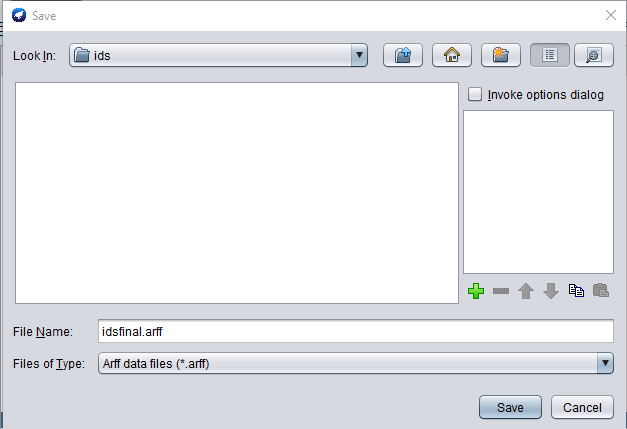 Save
Look In:
ids
Invoke options dialog
File Name:
idsfinal.arff
Files of Type:
Arff data files (*.arff)
Save
Cancel